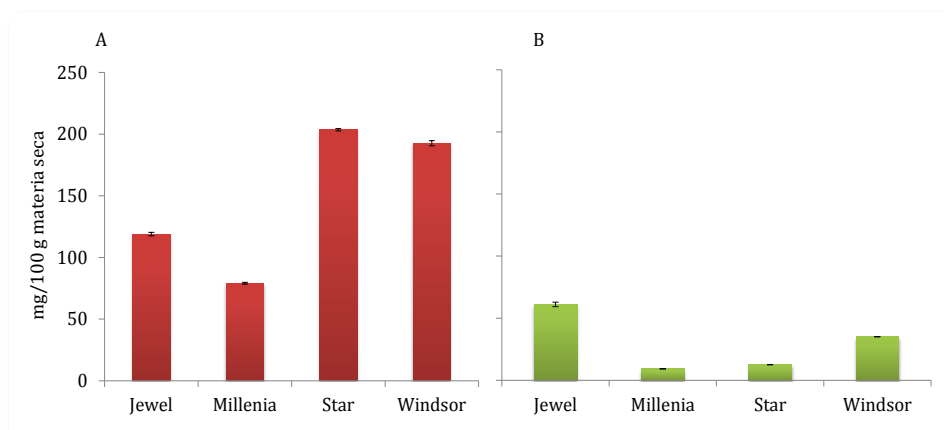 A
B
mg/100 g materia seca
250
200
150
100
50
0
Jewel Millenia Star Windsor
Jewel Millenia Star Windsor